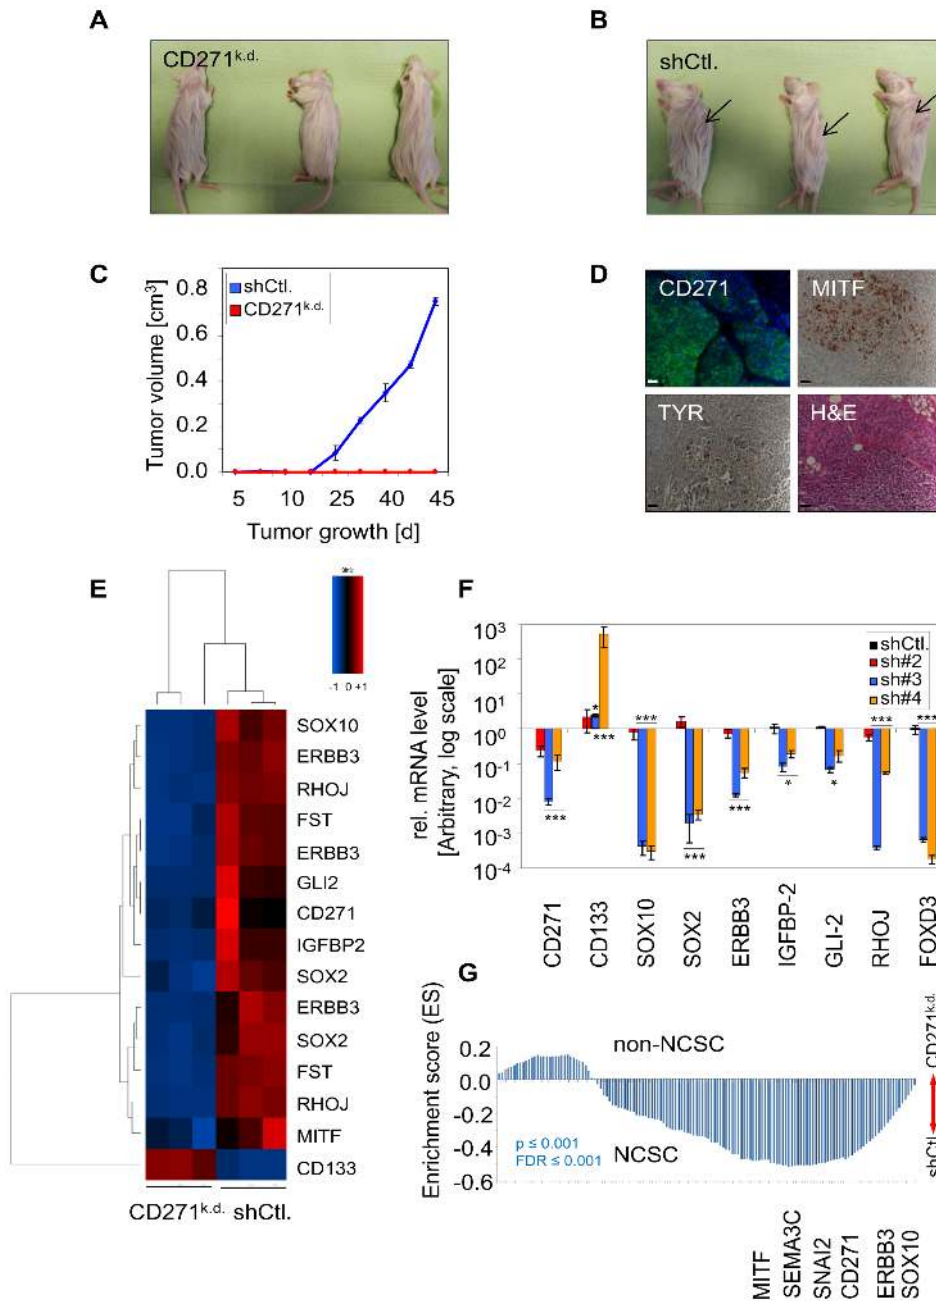 A
CD271k.d.
B
shCtl.
C
shCtl.
CD271k.d.
Tumor volume [cm3]
0.8
0.6
0.4
0.2
0.0
5 10 25 40 45
Tumor growth [d]
D
CD271
MITF
TYR
H&E
E
-1 0 +1
SOX10
ERBB3
RHOJ
FST
ERBB3
GLI2
CD271
IGFBP2
SOX2
ERBB3
SOX2
FST
RHOJ
MITF
CD133
CD271k.d. shCtl.
F
rel. mRNA level
[Arbitrary, log scale]
103
102
101
100
10-1
10-2
10-3
10-4
shCtl.
sh#2
sh#3
sh#4
*
***
***
***
***
***
*
*
***
***
CD271
CD133
SOX10
SOX2
ERBB3
IGFBP-2
GLI-2
RHOJ
FOXD3
G
Enrichment score (ES)
0.2
-0.0
-0.2
-0.4
-0.6
non-NCSC
NCSC
p ≤ 0.001
FDR ≤ 0.001
CD271k.d.
shCtl.
MITF
SEMA3C
SNAI2
CD271
ERBB3
SOX10